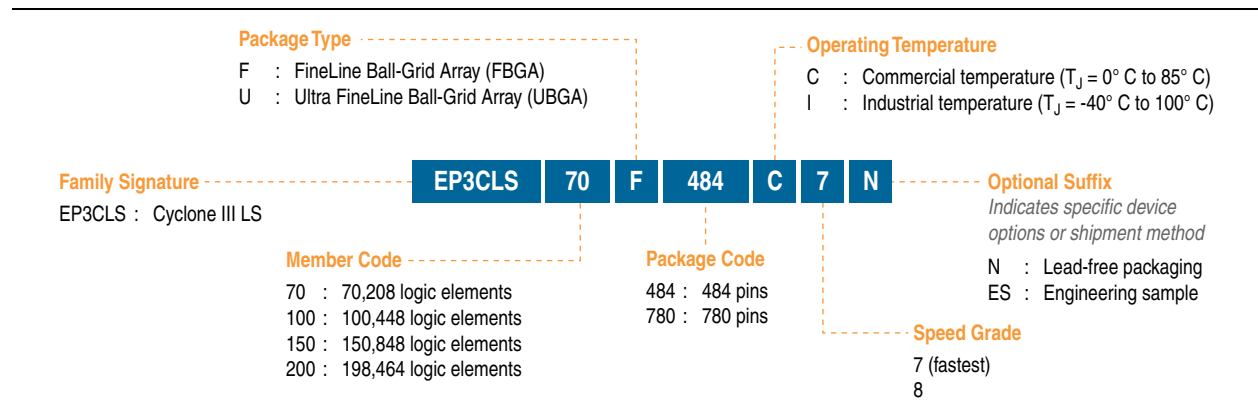 Package Type
F : FineLine Ball-Grid Array (FBGA)
U : Ultra FineLine Ball-Grid Array (UBGA)
Operating Temperature
C : Commercial temperature (TJ = 0° C to 85° C)
I : Industrial temperature (TJ = -40° C to 100° C)
EP3CLS 70 F 484 C 7 N
Family Signature
EP3CLS : Cyclone III LS
Optional Suffix
Indicates specific device
options or shipment method
N : Lead-free packaging
ES : Engineering sample
Member Code
70 : 70,208 logic elements
100 : 100,448 logic elements
150 : 150,848 logic elements
200 : 198,464 logic elements
Package Code
484 : 484 pins
780 : 780 pins
Speed Grade
7 (fastest)
8